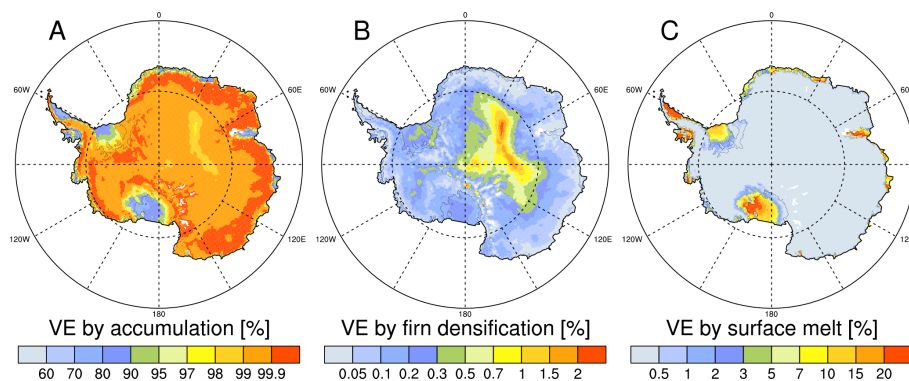 A B C
0 0 0
60W 60E 60W 60E 60W
120W 120E 120W 120E 120W
180 180 180
VE by accumulation [%] VE by firn densification [%] VE by surface melt [%]
60 70 80 90 95 97 98 99 99.9 0.05 0.1 0.2 0.3 0.5 0.7 1 1.5 2 0.5 1 2 3 5 7 10 15 20